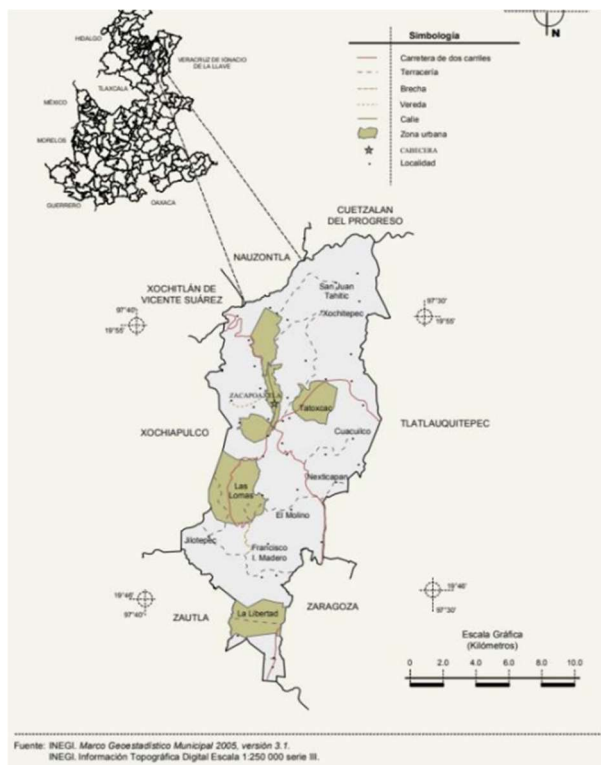 HIDALGO
VERACRUZ DE IGNACIO
DE LA LLAVE
TLAXCALA
MÉXICO
MORELOS
GUERRERO
OAXACA
N
Simbología
Carretera de dos carriles
Terracería
Brecha
Vereda
Calle
Zona urbana
CABECERA
Localidad
CUETZALAN
DEL PROGRESO
NAUZONTLA
XOCHITLÁN DE
VICENTE SUÁREZ
San Juan
Tahitic
Xochitepec
97°40'
19°55'
97°30'
19°55'
ZACAPOAXTLA
Tatoxcac
XOCHIAPULCO
TLATLAUQUITEPEC
Cuacuilco
Nexticapan
Las
Lomas
El Molino
Jilotepec
Francisco
I. Madero
19°46'
97°40'
19°46'
97°30'
ZAUTLA
La Libertad
ZARAGOZA
Escala Gráfica
(Kilómetros)
0 2.0 4.0 6.0 8.0 10.0
Fuente: INEGI. Marco Geoestadístico Municipal 2005, versión 3.1.
INEGI. Información Topográfica Digital Escala 1:250 000 serie III.